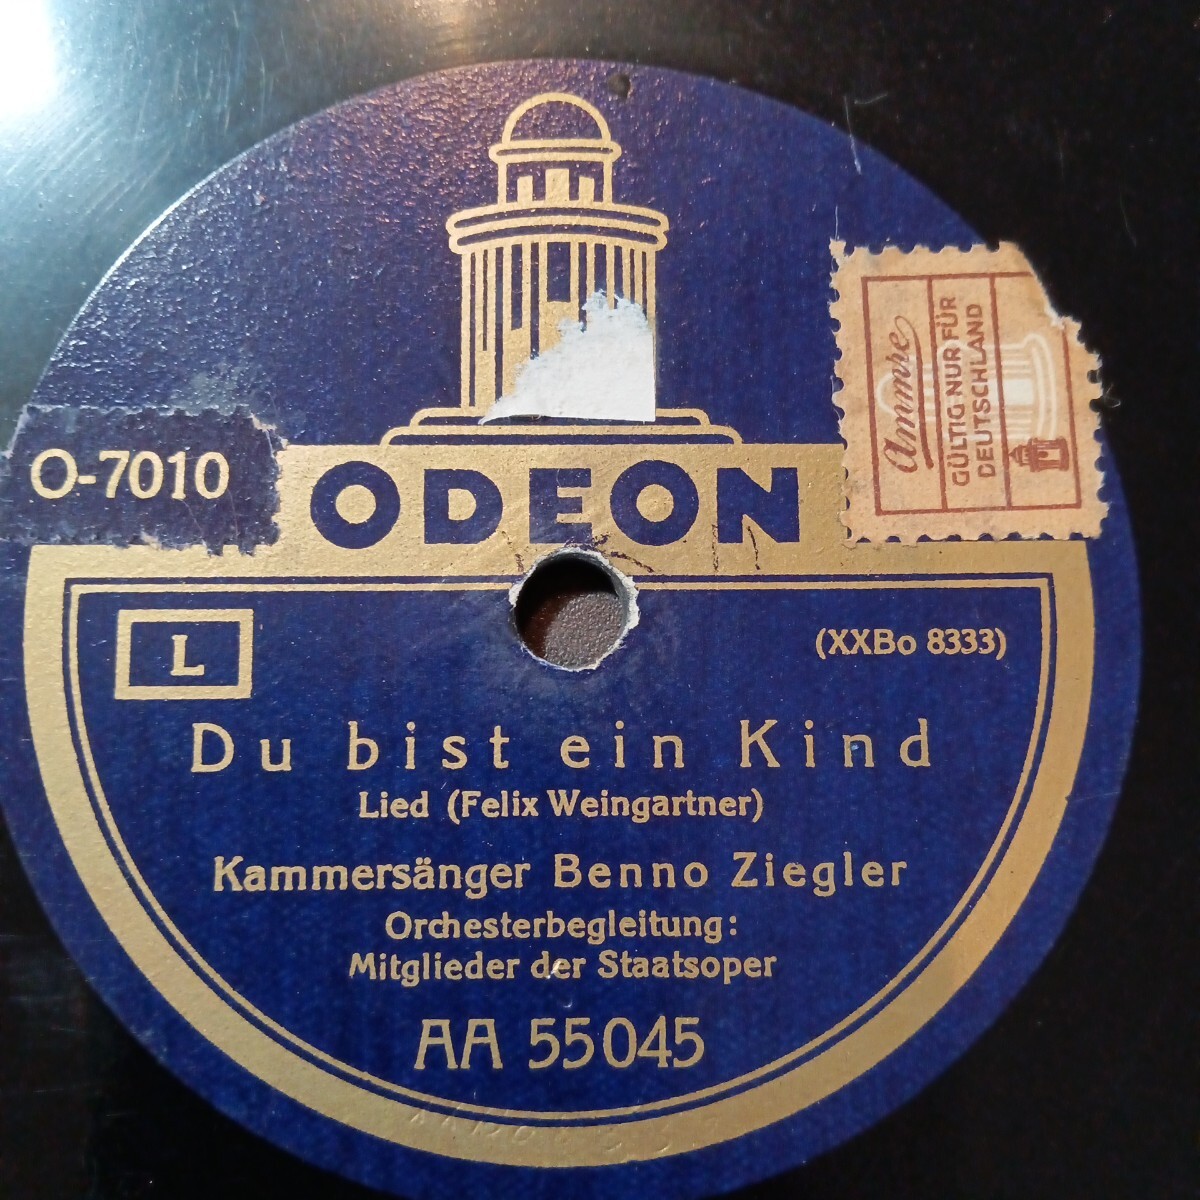 Ammre
GÜLTIG NUR FÜR
DEUTSCHLAND
O-7010
ODEON
L
(XXBo 8333)
Du bist ein Kind
Lied (Felix Weingartner)
Kammersänger Benno Ziegler
Orchesterbegleitung:
Mitglieder der Staatsoper
AA 55045